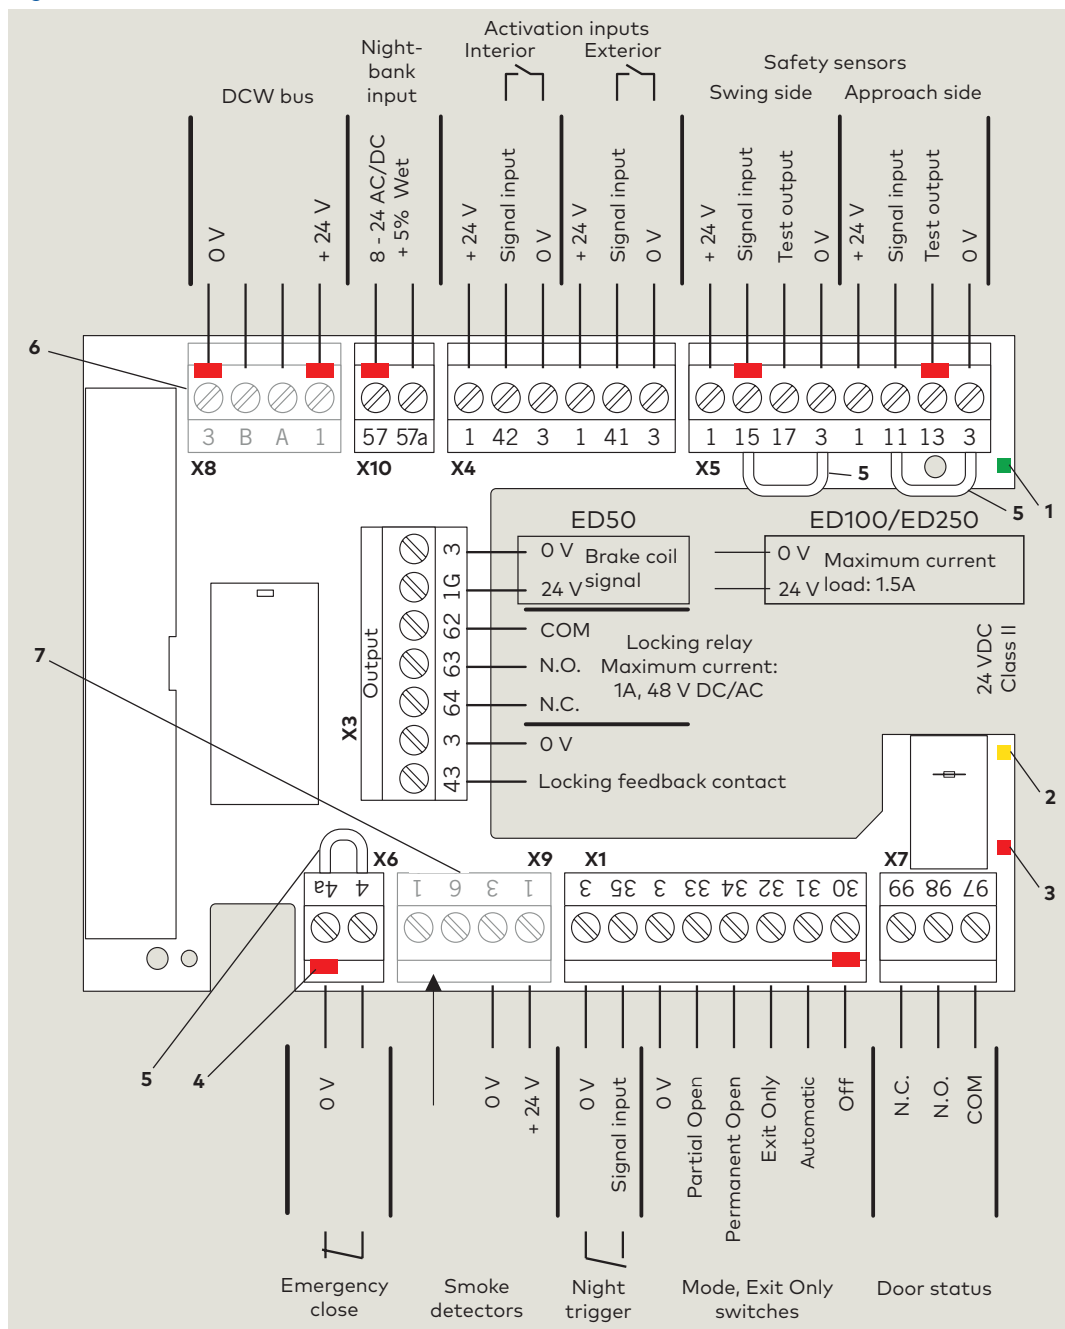 Activation inputs
Interior
Exterior
Night-
bank
input
Safety sensors
Swing side
Approach side
DCW bus
0 V
+ 24 V
8 - 24 AC/DC
+ 5% Wet
+ 24 V
Signal input
0 V
+ 24 V
Signal input
0 V
+ 24 V
Signal input
Test output
0 V
+ 24 V
Signal input
Test output
0 V
6
3 B A 1
57 57a
1 42 3 1 41 3
1 15 17 3 1 11 13 3
X8
X10
X4
X5
5
5
1
ED50
ED100/ED250
3
0 V
Brake coil
signal
1G
24 V
0 V
Maximum current
load: 1.5A
24 V
62
COM
63
N.O.
64
N.C.
Locking relay
Maximum current:
1A, 48 V DC/AC
3
0 V
43
Locking feedback contact
Output
X3
24 VDC
Class II
7
2
3
X6
X9
X1
X7
4a 4
1 6 3 1
3 35 3 33 34 32 31 30
99 98 97
5
4
0 V
0 V
+ 24 V
0 V
Signal input
0 V
Partial Open
Permanent Open
Exit Only
Automatic
Off
N.C.
N.O.
COM
Emergency
close
Smoke
detectors
Night
trigger
Mode, Exit Only
switches
Door status